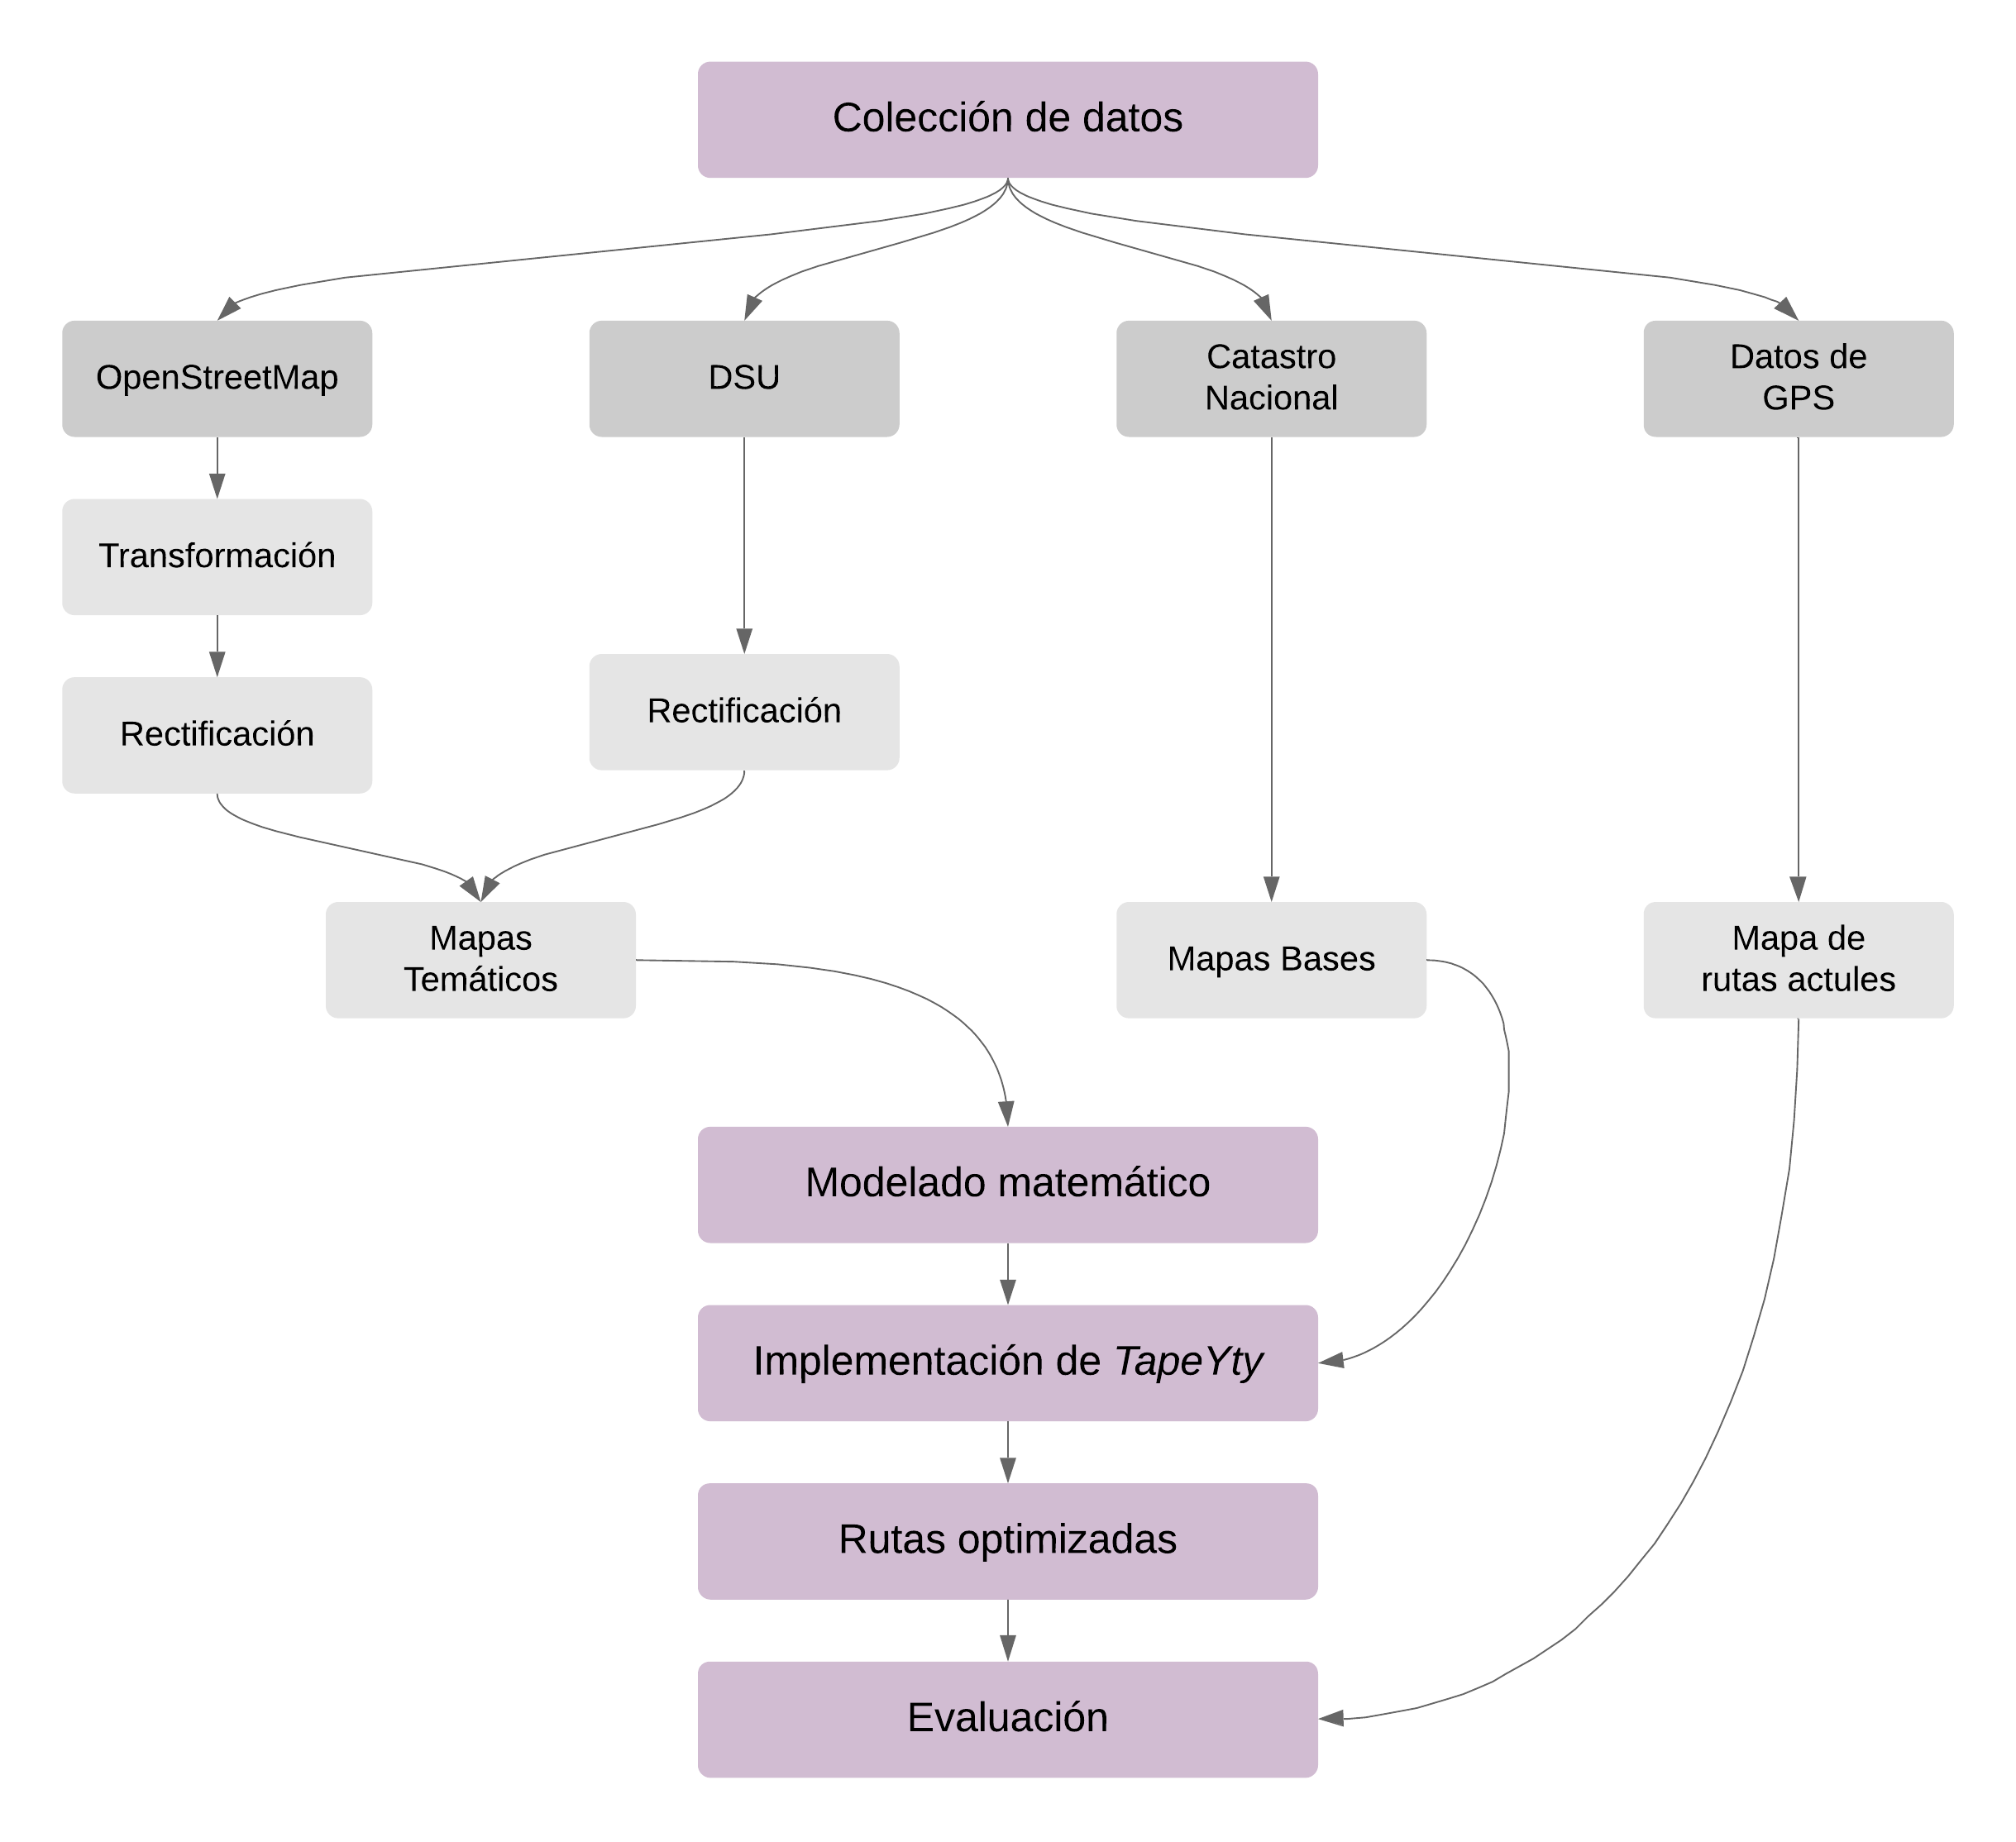 Colección de datos
OpenStreetMap
DSU
Catastro
Nacional
Datos de
GPS
Transformación
Rectificación
Rectificación
Mapas
Temáticos
Mapas Bases
Mapa de
rutas actules
Modelado matemático
Implementación de TapeYty
Rutas optimizadas
Evaluación